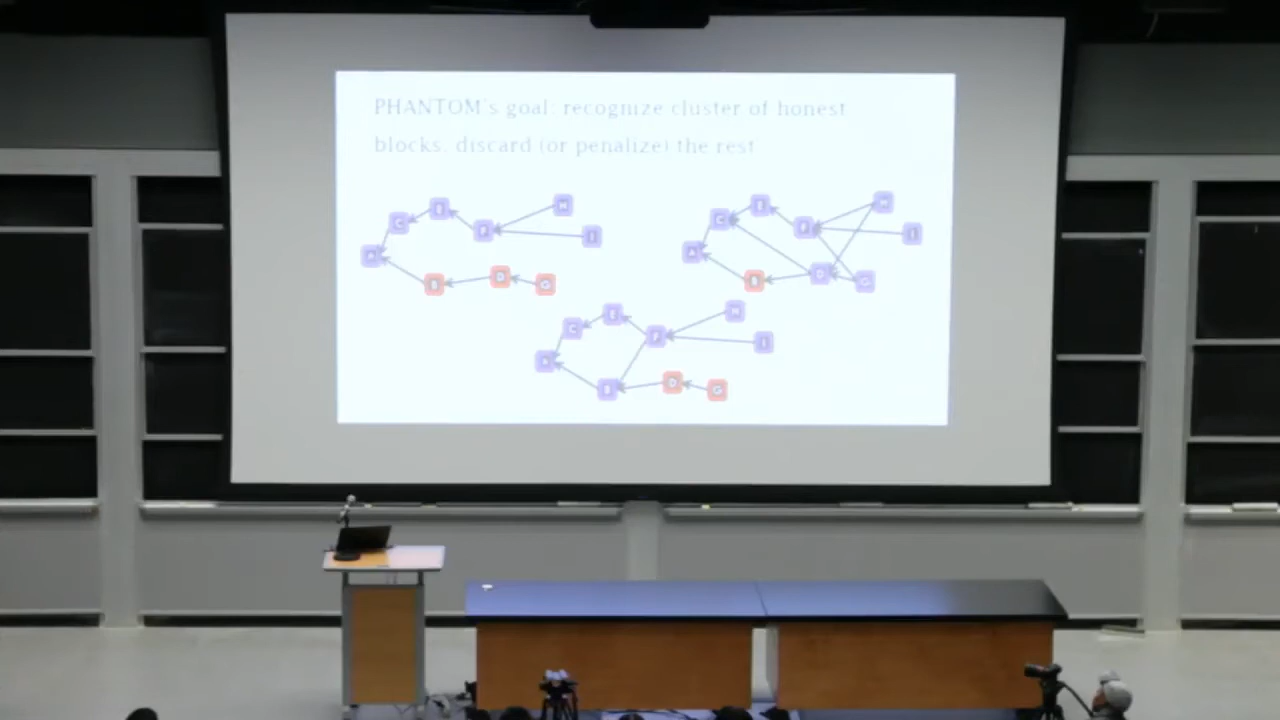 PHANTOM's goal: recognize cluster of honest
blocks, discard (or penalize) the rest
E
H
C
F
I
A
B
D
G
E
H
C
F
I
A
B
D
G
E
H
C
F
I
A
B
D
G